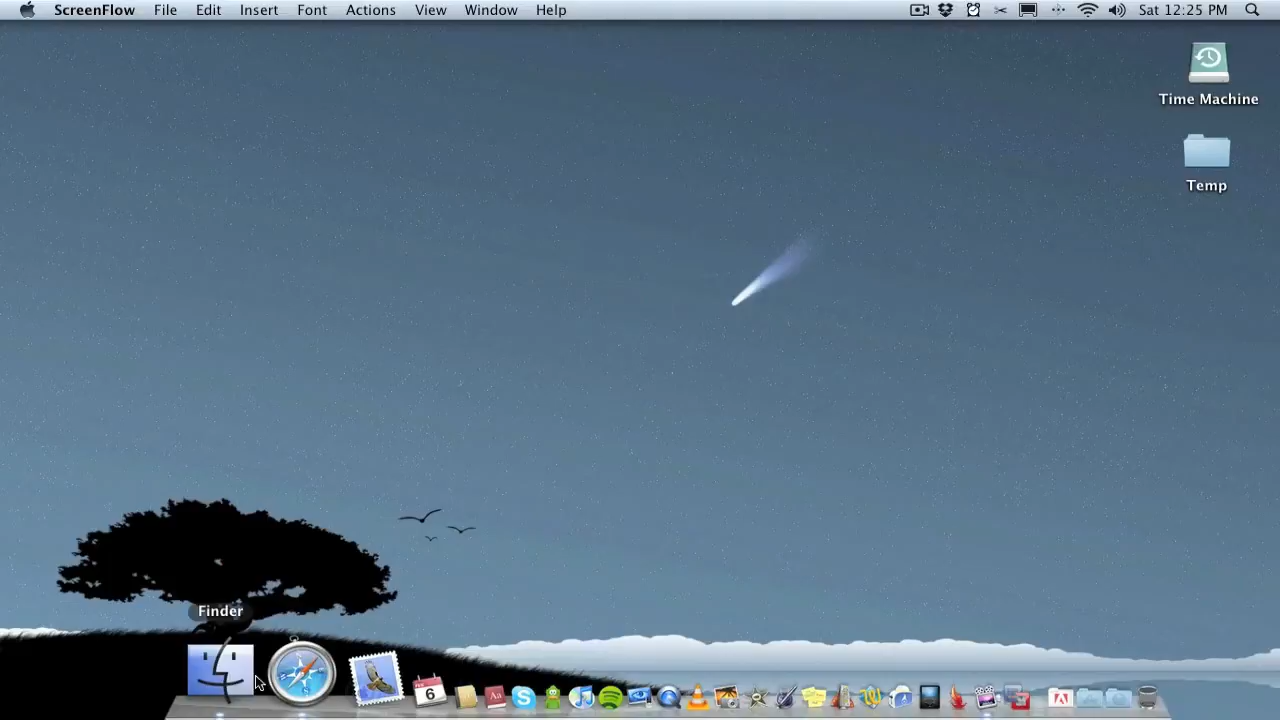 ScreenFlow File Edit Insert Font Actions View Window Help Sat 12:25 PM
Time Machine
Temp
Finder
6